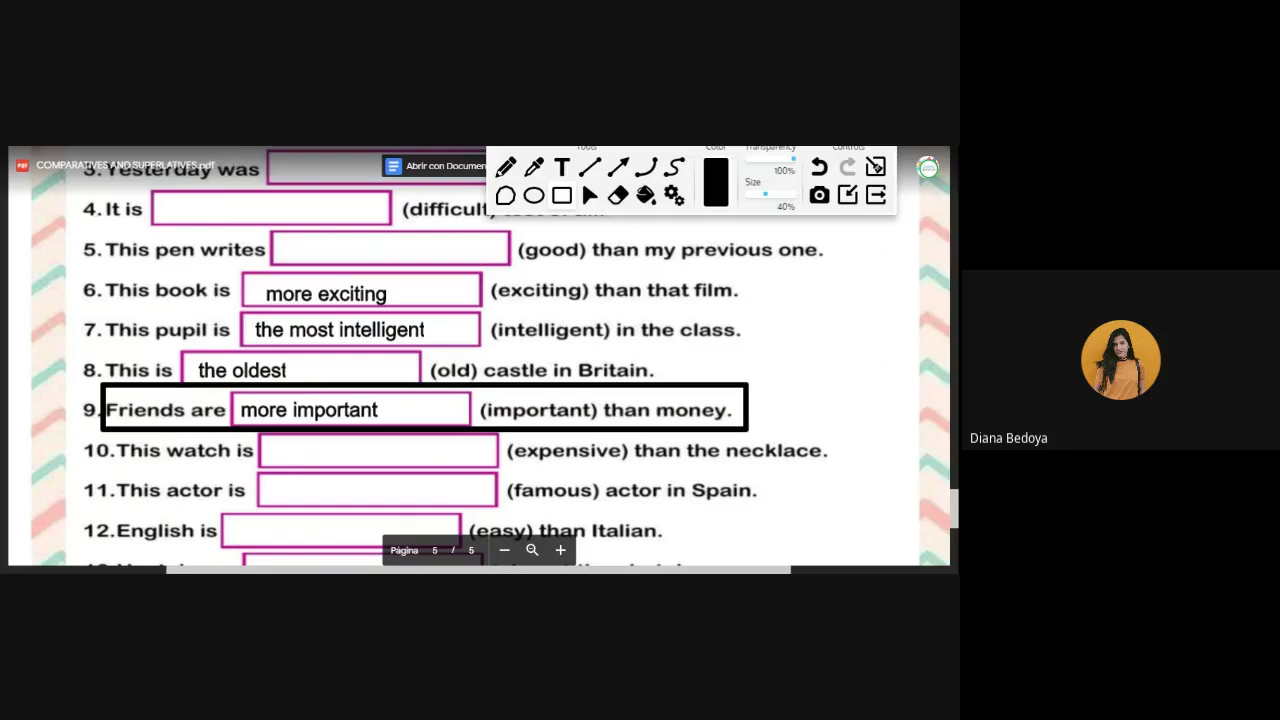 COMPARATIVES AND SUPERLATIVES.pdf
Abrir con Documen
Tools
Color
Transparency
Controls
100%
Size
40%
3. Yesterday was
4. It is (difficult)
5. This pen writes (good) than my previous one.
6. This book is more exciting (exciting) than that film.
7. This pupil is the most intelligent (intelligent) in the class.
8. This is the oldest (old) castle in Britain.
9. Friends are more important (important) than money.
10. This watch is (expensive) than the necklace.
11. This actor is (famous) actor in Spain.
12. English is (easy) than Italian.
Página 5 / 5
Diana Bedoya